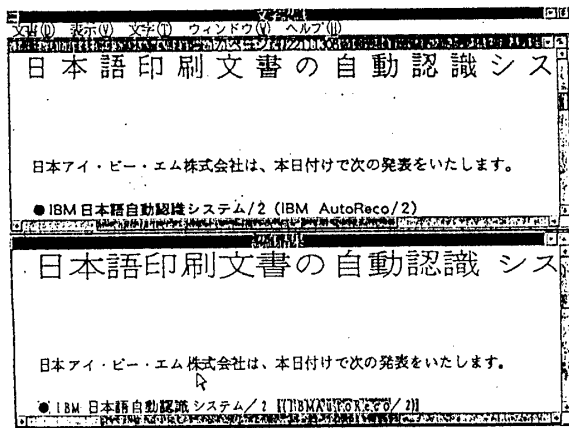 文書(D) 表示(V) 文字(T) ウィンドウ(W) ヘルプ(H)
日本語印刷文書の自動認識シス
日本アイ・ビー・エム株式会社は、本日付けで次の発表をいたします。
●IBM 日本語自動認識システム/2 (IBM AutoReco/2)
日本語印刷文書の自動認識 シス
日本アイ・ビー・エム株式会社は、本日付けで次の発表をいたします。
●IBM 日本語自動認識システム/2